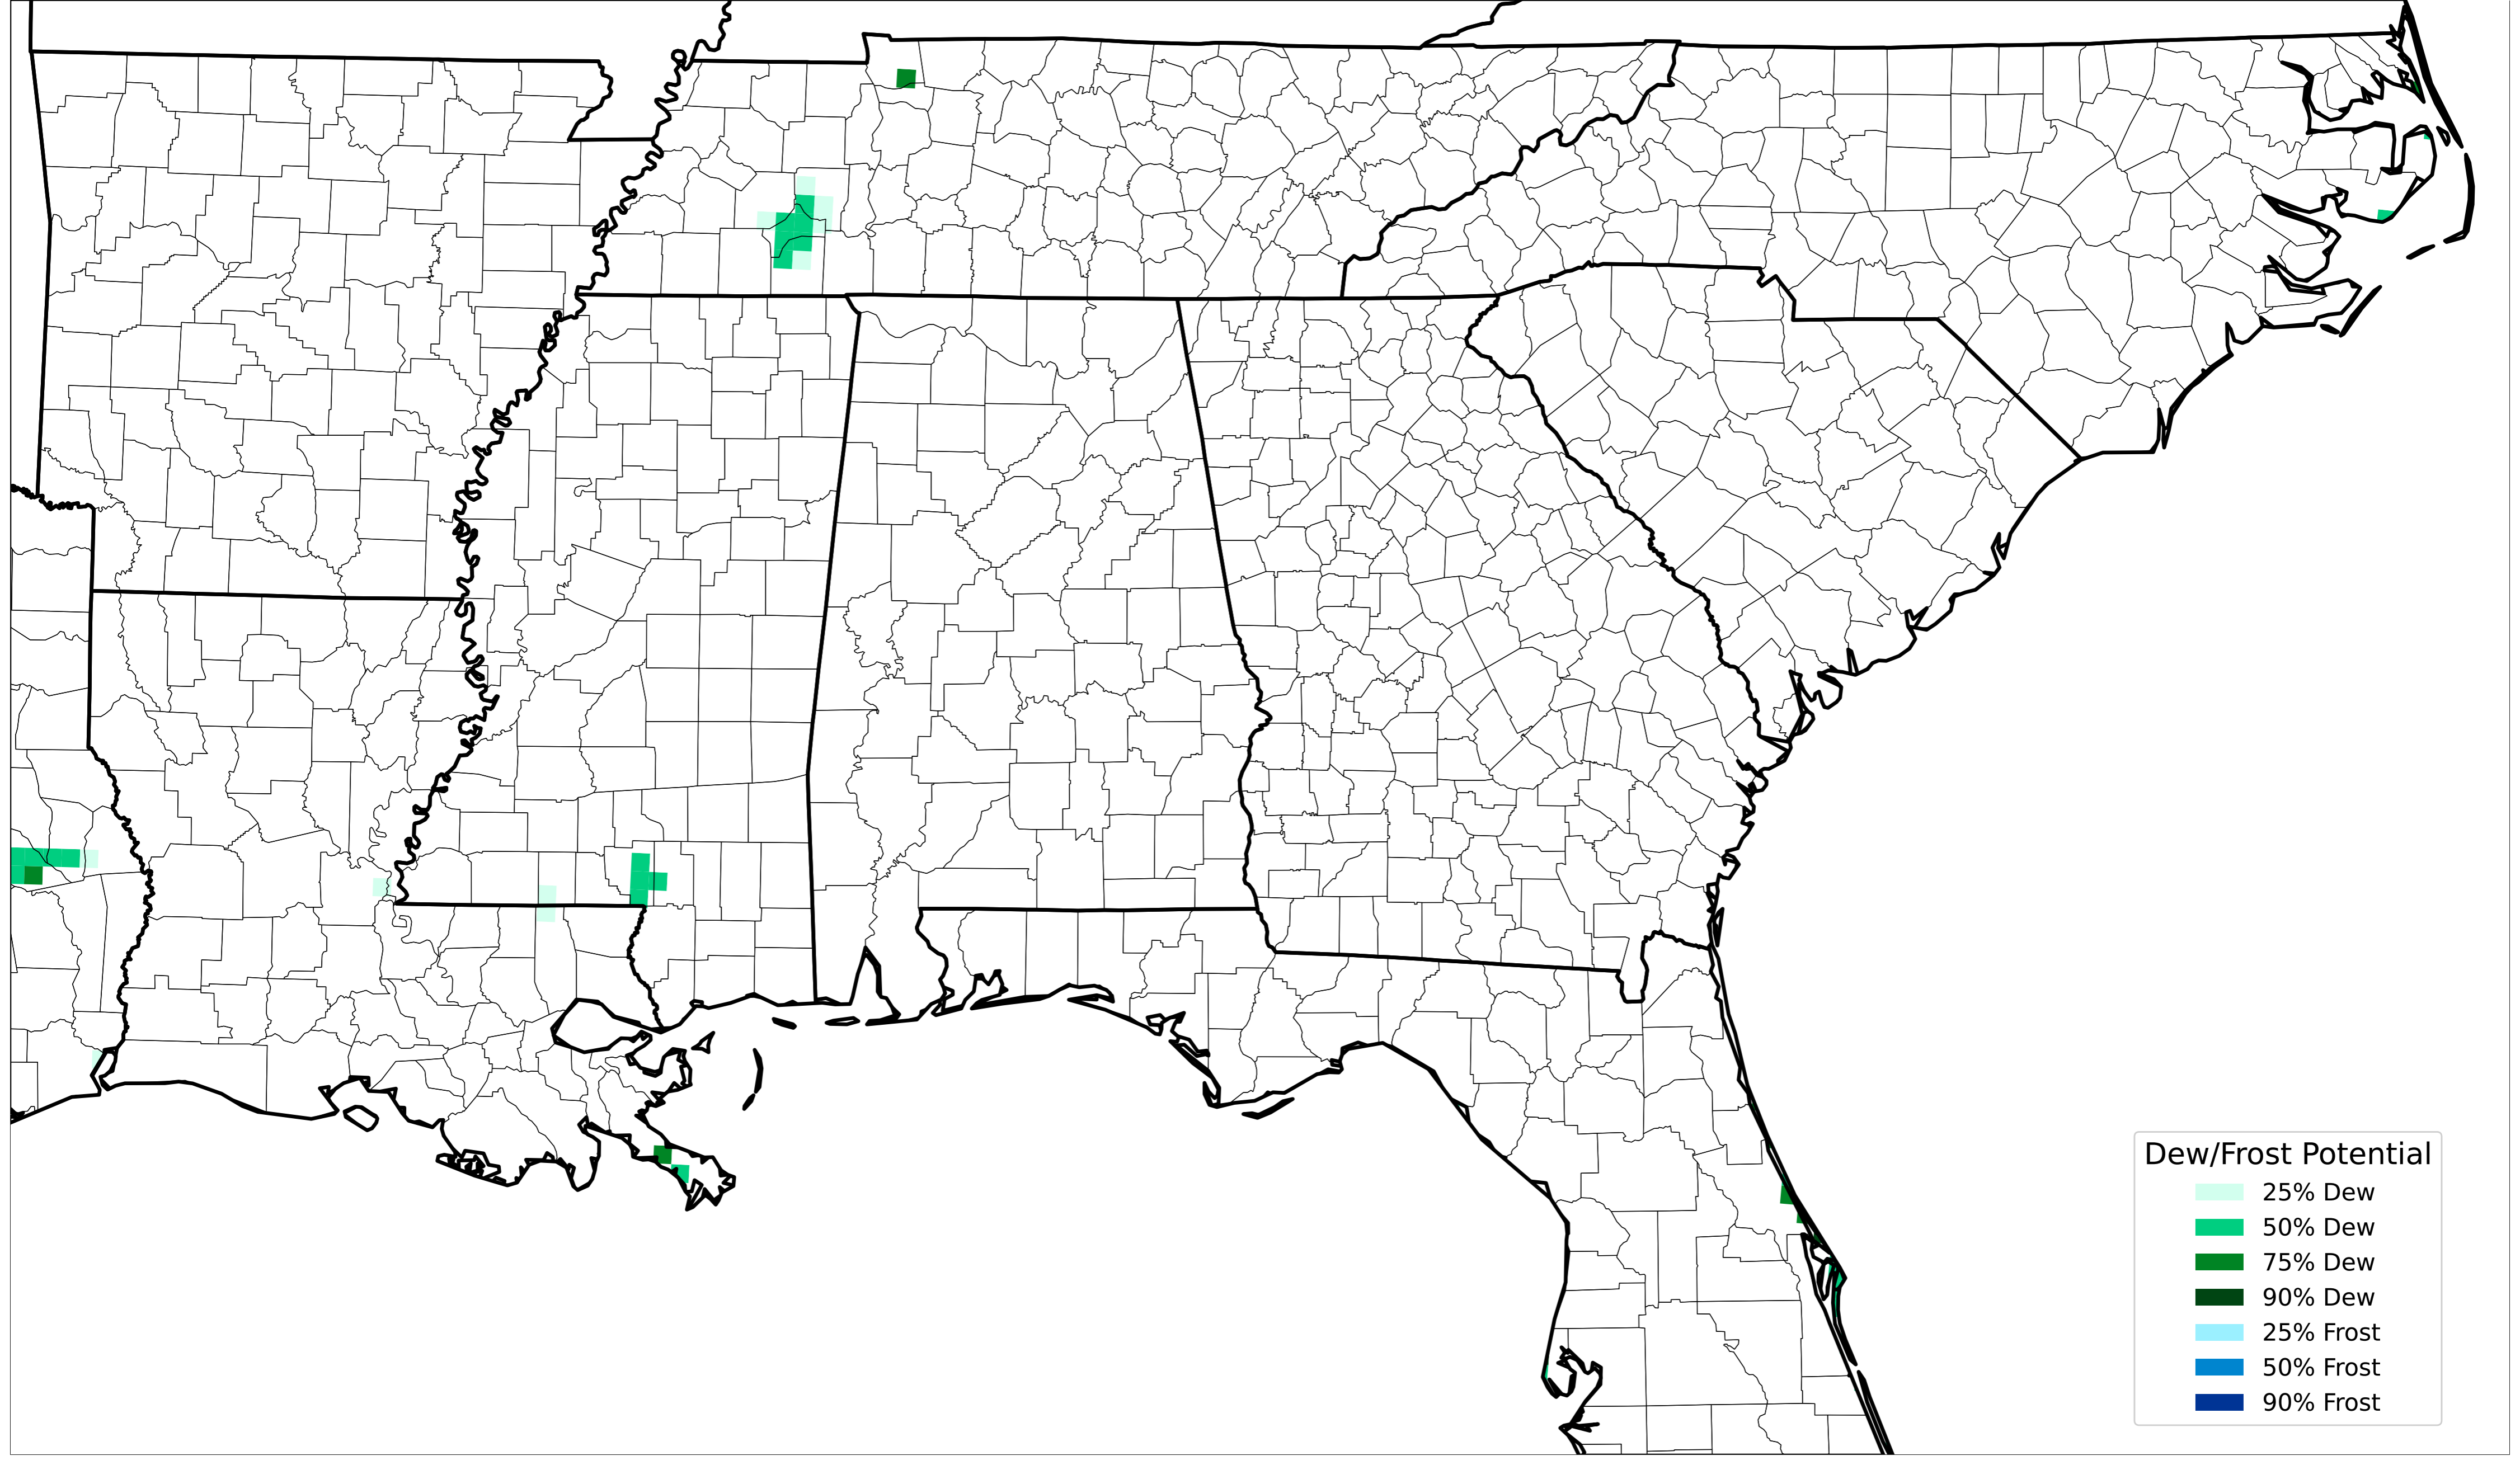 Dew/Frost Potential
25% Dew
50% Dew
75% Dew
90% Dew
25% Frost
50% Frost
90% Frost